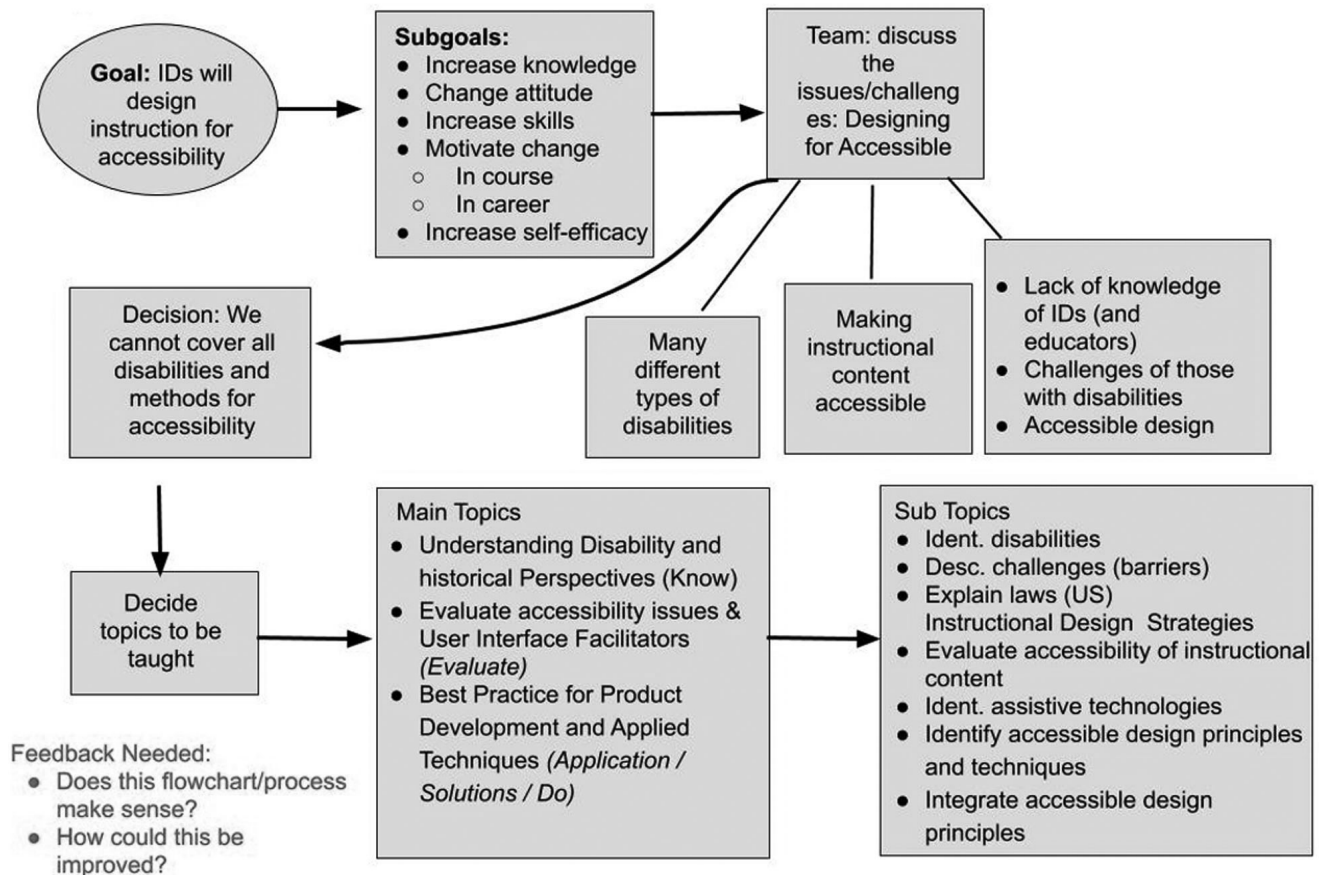 Goal: IDs will
design
instruction for
accessibility
Subgoals:
● Increase knowledge
● Change attitude
● Increase skills
● Motivate change
○ In course
○ In career
● Increase self-efficacy
Team: discuss
the
issues/challeng
es: Designing
for Accessible
Many
different
types of
disabilities
Making
instructional
content
accessible
● Lack of knowledge
of IDs (and
educators)
● Challenges of those
with disabilities
● Accessible design
Decision: We
cannot cover all
disabilities and
methods for
accessibility
Decide
topics to be
taught
Main Topics
● Understanding Disability and
historical Perspectives (Know)
● Evaluate accessibility issues &
User Interface Facilitators
(Evaluate)
● Best Practice for Product
Development and Applied
Techniques (Application /
Solutions / Do)
Sub Topics
● Ident. disabilities
● Desc. challenges (barriers)
● Explain laws (US)
Instructional Design Strategies
● Evaluate accessibility of instructional
content
● Ident. assistive technologies
● Identify accessible design principles
and techniques
● Integrate accessible design
principles
Feedback Needed:
● Does this flowchart/process
make sense?
● How could this be
improved?